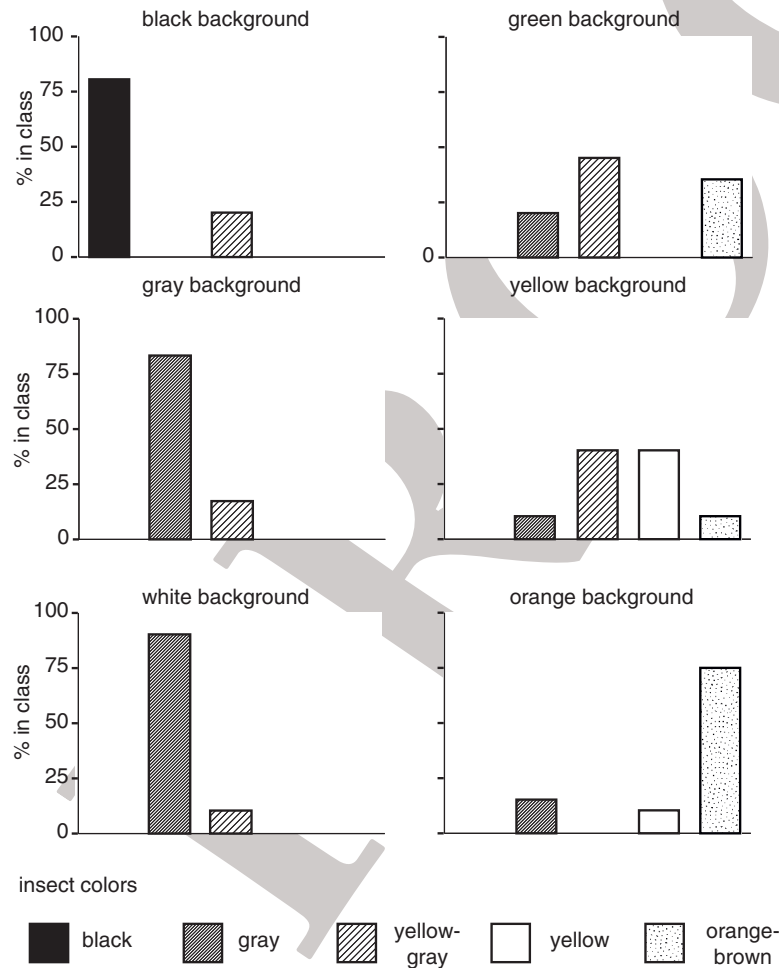 black background
green background
100
75
50
25
0
% in class
0
gray background
yellow background
100
75
50
25
0
% in class
white background
orange background
100
75
50
25
0
% in class
insect colors
black
gray
yellow-
gray
yellow
orange-
brown